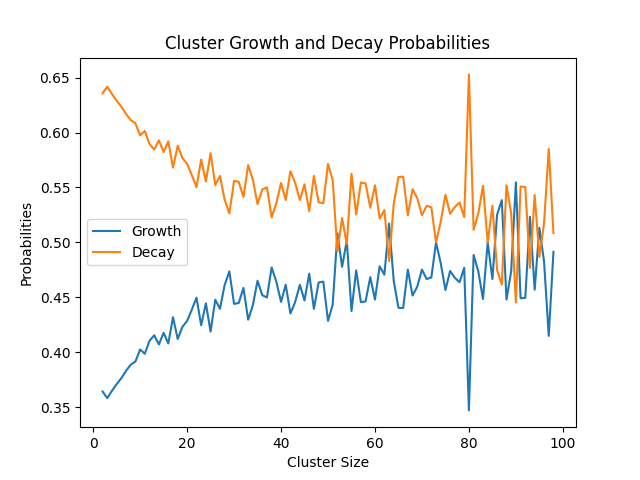 Cluster Growth and Decay Probabilities
0.65
0.60
0.55
0.50
0.45
0.40
0.35
Probabilities
Growth
Decay
0
20
40
60
80
100
Cluster Size